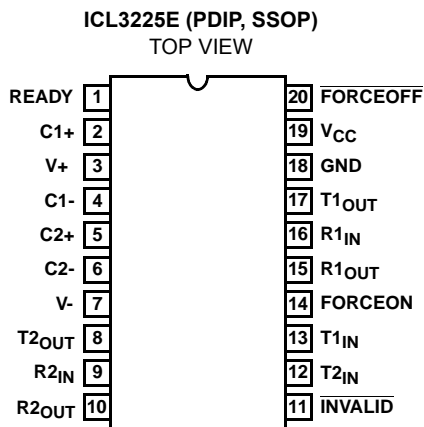 ICL3225E (PDIP, SSOP)
TOP VIEW
READY 1 20 FORCEOFF
C1+ 2 19 VCC
V+ 3 18 GND
C1- 4 17 T1OUT
C2+ 5 16 R1IN
C2- 6 15 R1OUT
V- 7 14 FORCEON
T2OUT 8 13 T1IN
R2IN 9 12 T2IN
R2OUT 10 11 INVALID